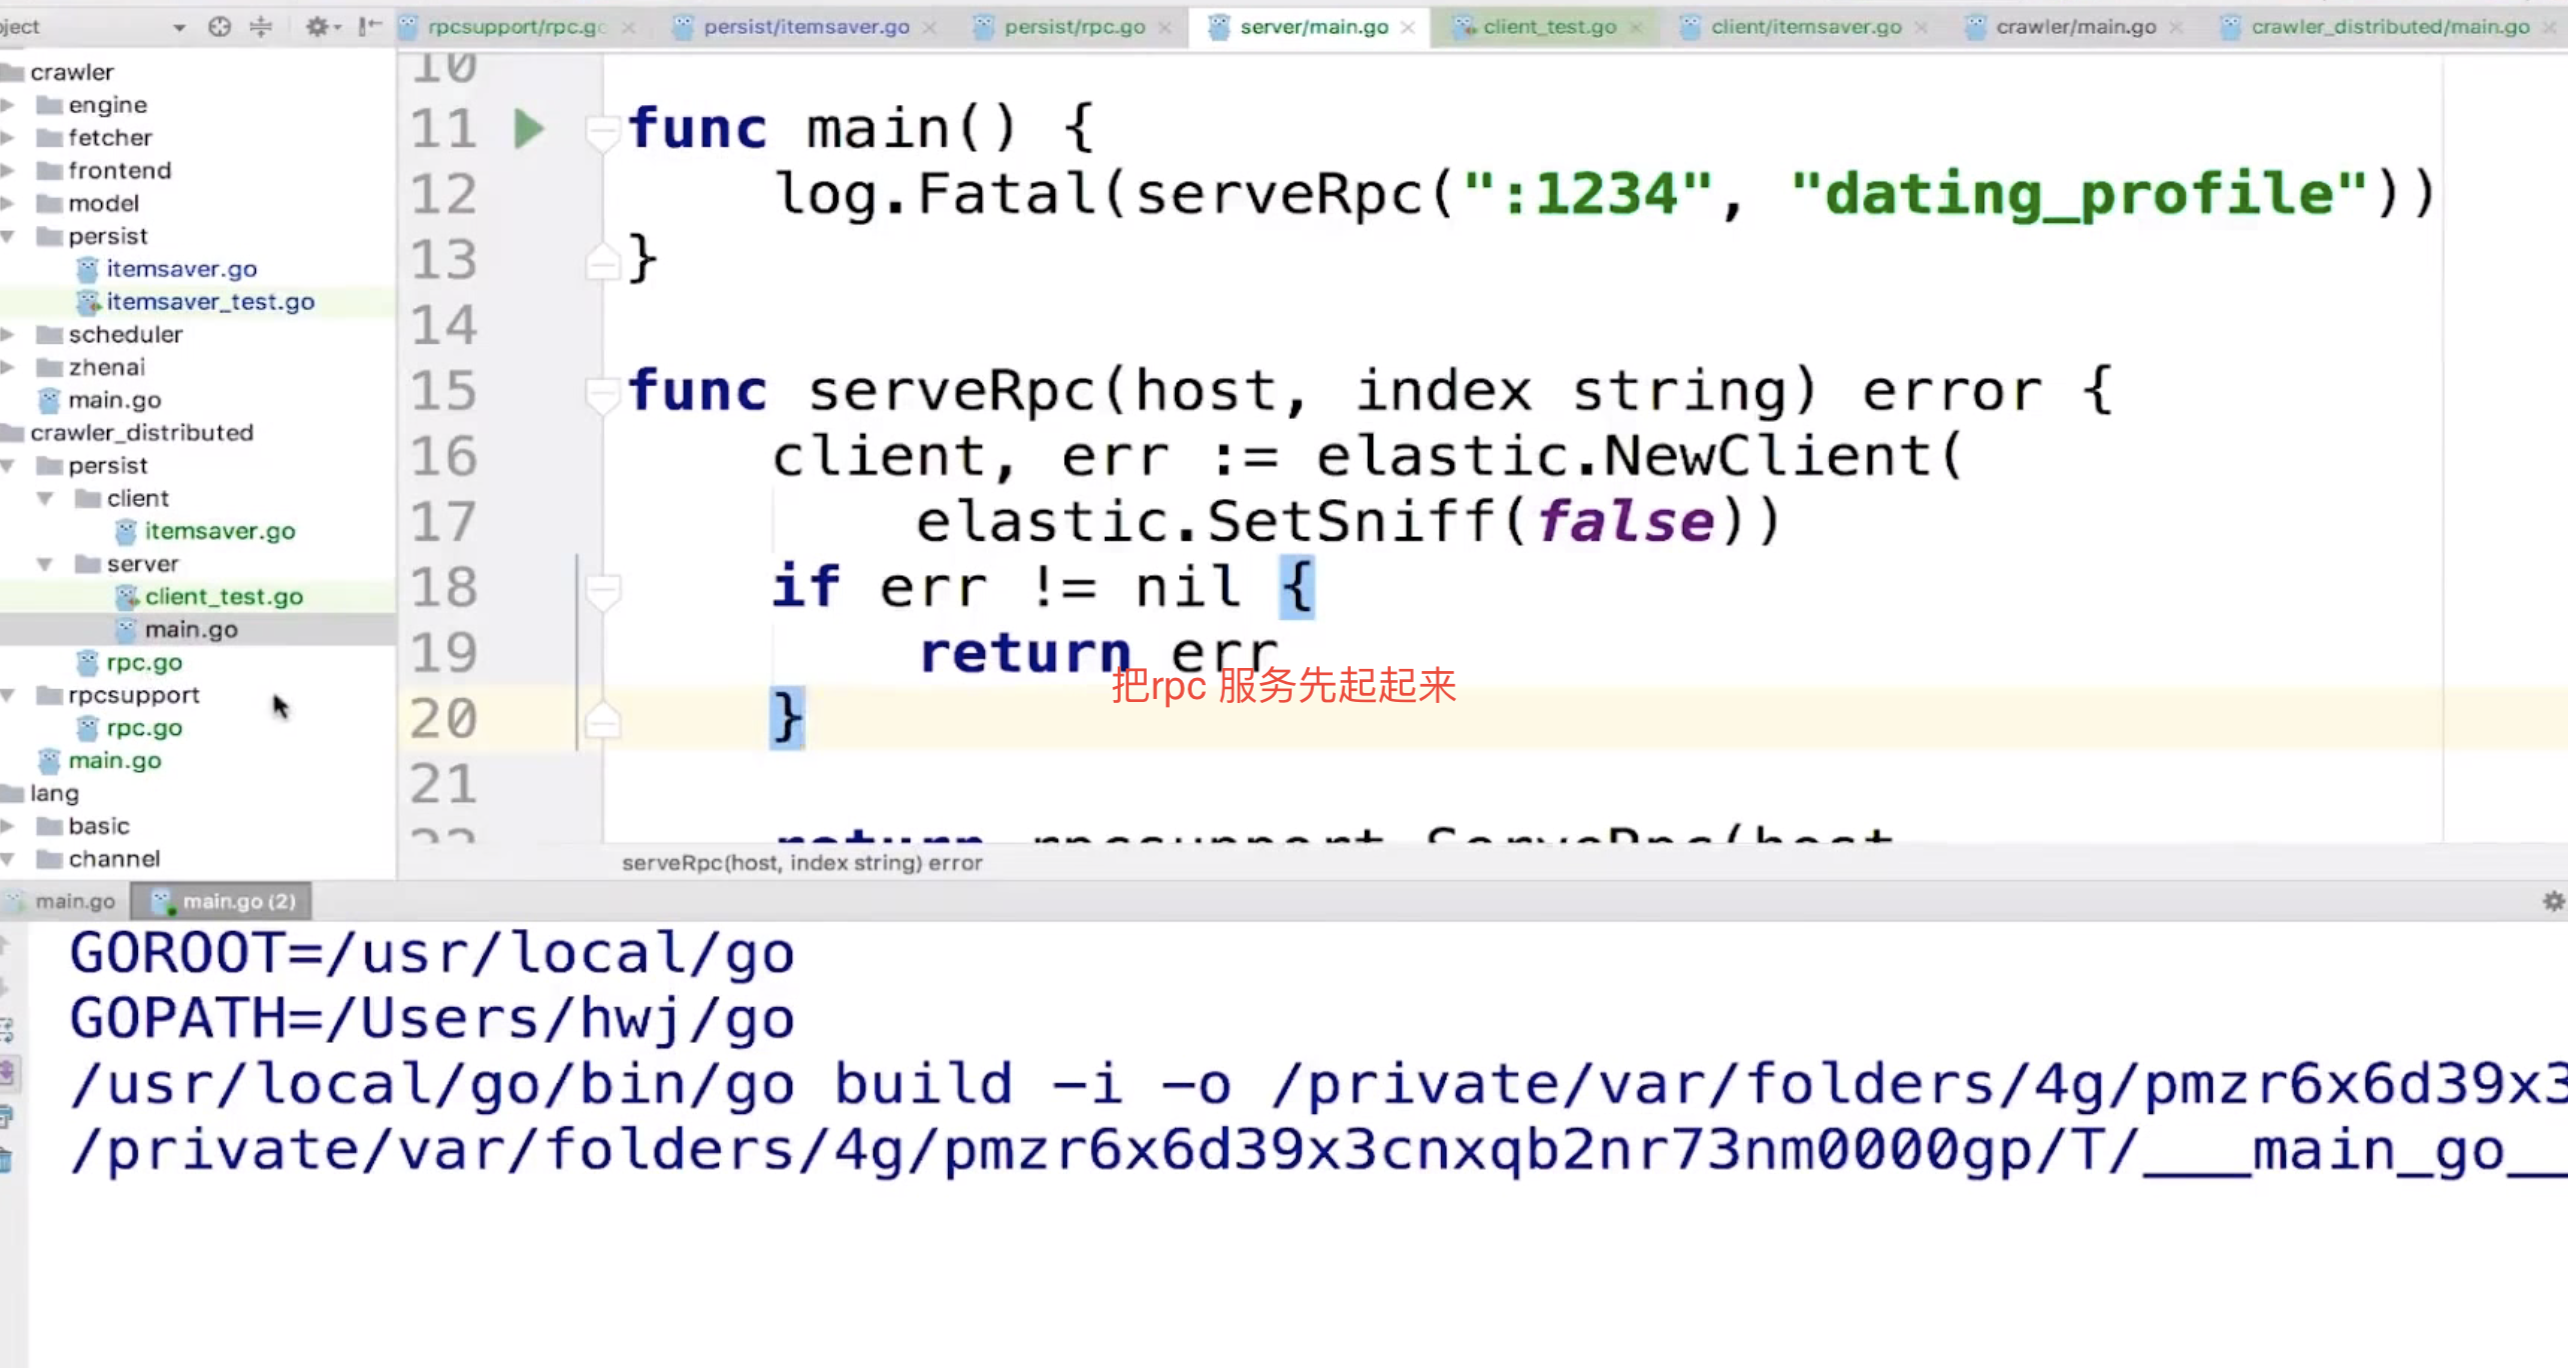 ject
rpcsupport/rpc.go
persist/itemsaver.go
persist/rpc.go
server/main.go
client_test.go
client/itemsaver.go
crawler/main.go
crawler_distributed/main.go
crawler
engine
fetcher
frontend
model
persist
itemsaver.go
itemsaver_test.go
scheduler
zhenai
main.go
crawler_distributed
persist
client
itemsaver.go
server
client_test.go
main.go
rpc.go
rpcsupport
rpc.go
main.go
lang
basic
channel
10
11 func main() {
12 log.Fatal(serveRpc(":1234", "dating_profile"))
13 }
14
15 func serveRpc(host, index string) error {
16 client, err := elastic.NewClient(
17 elastic.SetSniff(false))
18 if err != nil {
19 return err
把rpc 服务先起起来
20 }
21
22 return rpcsupport.ServeRpc(host
serveRpc(host, index string) error
main.go
main.go (2)
GOROOT=/usr/local/go
GOPATH=/Users/hwj/go
/usr/local/go/bin/go build -i -o /private/var/folders/4g/pmzr6x6d39x3
/private/var/folders/4g/pmzr6x6d39x3cnxqb2nr73nm0000gp/T/___main_go__